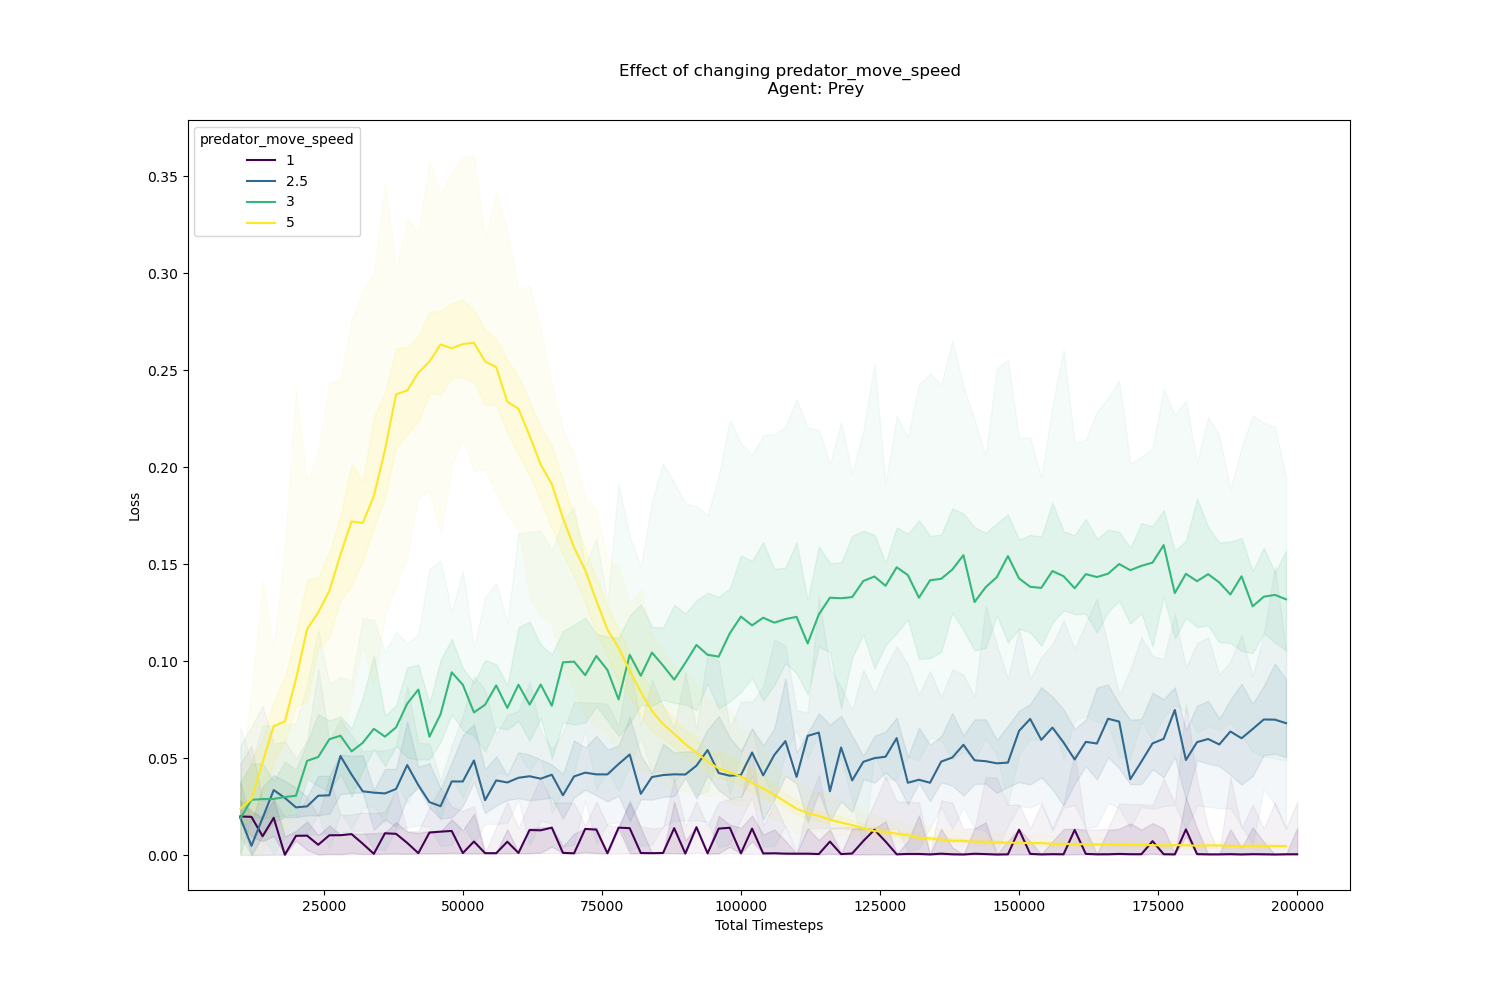 Effect of changing predator_move_speed
Agent: Prey
predator_move_speed
1
2.5
3
5
0.35
0.30
0.25
0.20
0.15
0.10
0.05
0.00
Loss
25000 50000 75000 100000 125000 150000 175000 200000
Total Timesteps